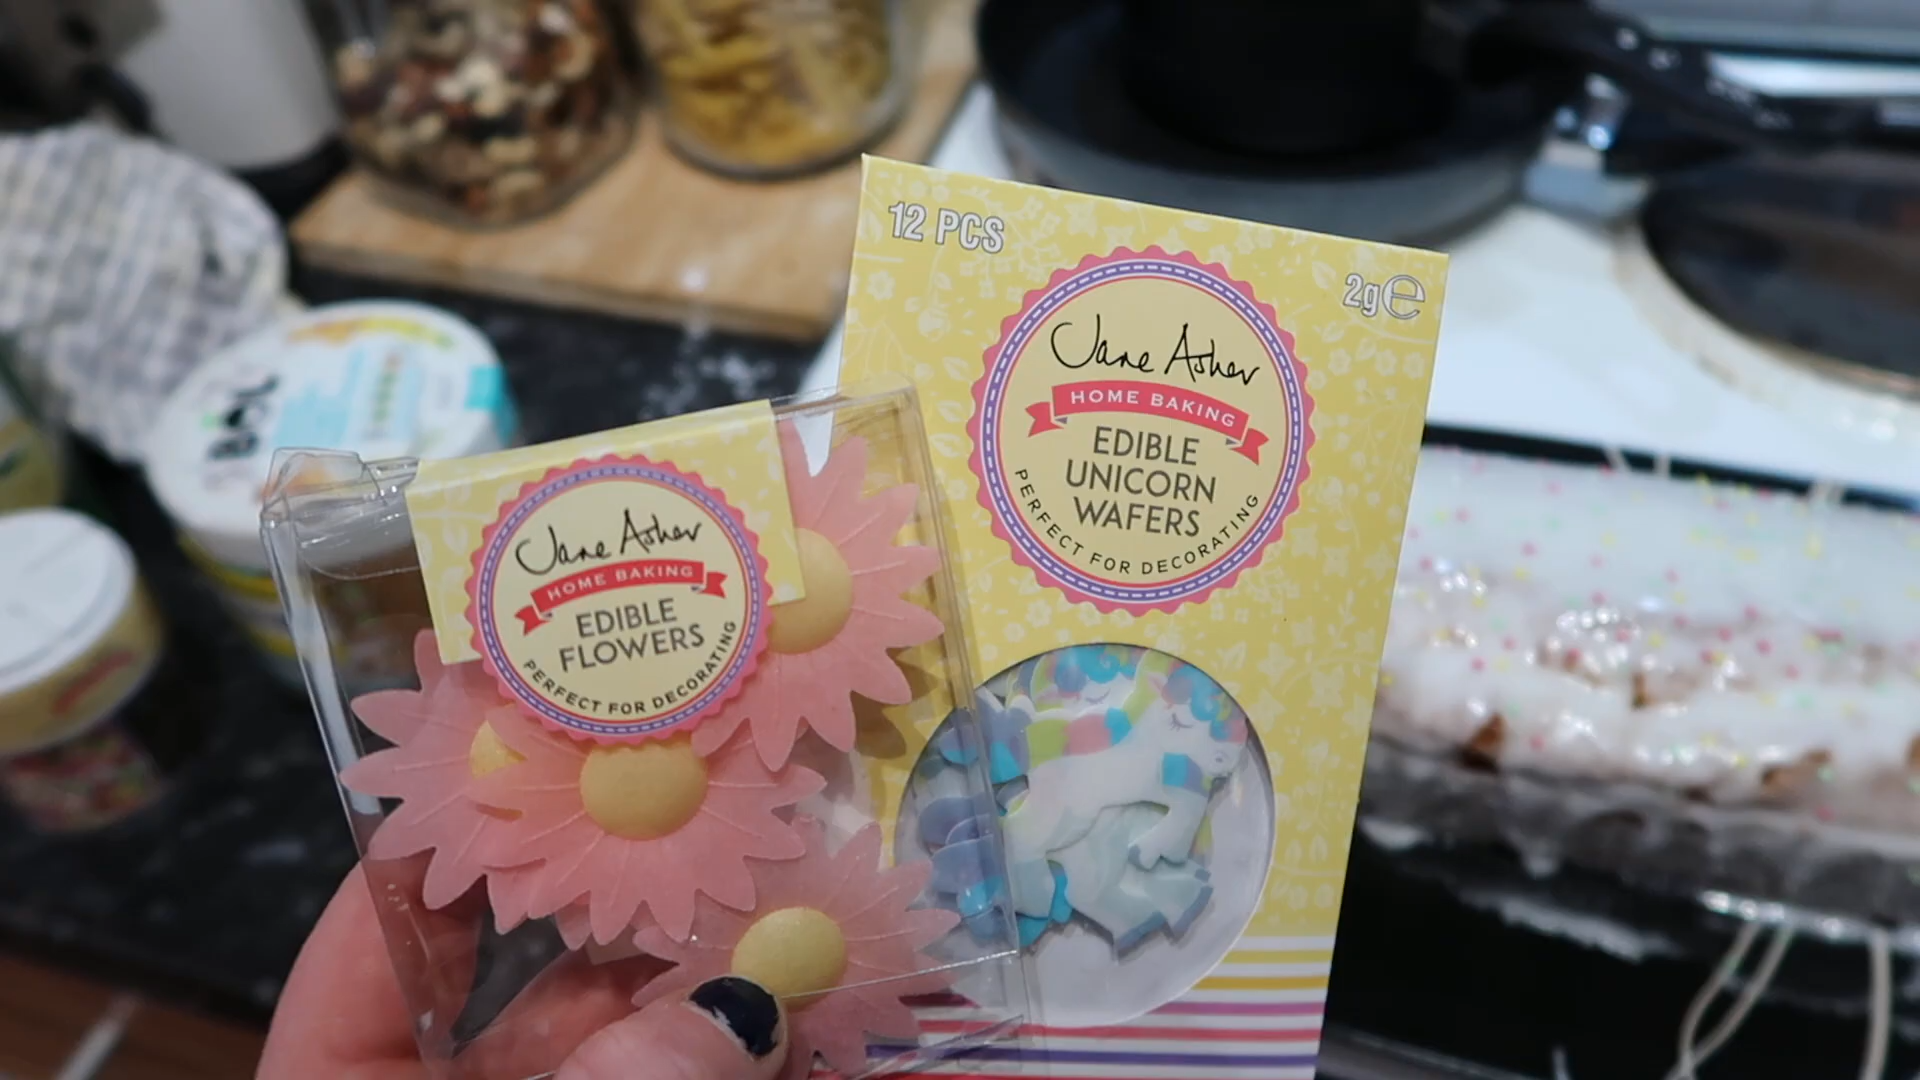 12 PCS
2g℮
Jane Asher
HOME BAKING
EDIBLE
UNICORN
WAFERS
PERFECT FOR DECORATING
Jane Asher
HOME BAKING
EDIBLE
FLOWERS
PERFECT FOR DECORATING